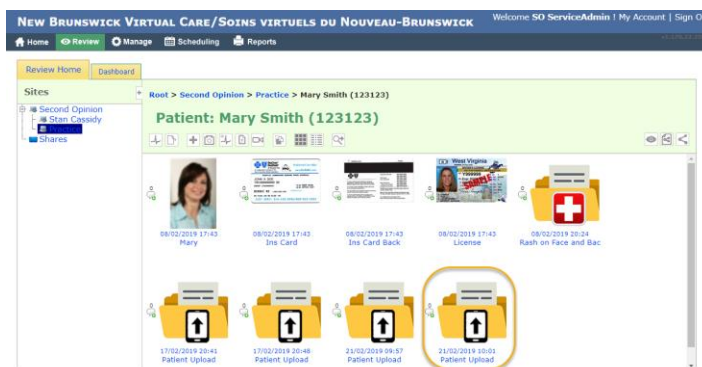 NEW BRUNSWICK VIRTUAL CARE/SOINS VIRTUELS DU NOUVEAU-BRUNSWICK
Welcome SO ServiceAdmin ! My Account | Sign O
Home Review Manage Scheduling Reports
Review Home Dashboard
Sites
Second Opinion
Stan Cassidy
Practice
Shares
Root > Second Opinion > Practice > Mary Smith (123123)
Patient: Mary Smith (123123)
West Virginia
SAMPLE
08/02/2019 17:43
Mary
08/02/2019 17:43
Ins Card
08/02/2019 17:43
Ins Card Back
08/02/2019 17:43
License
08/02/2019 20:24
Rash on Face and Bac
17/02/2019 20:41
Patient Upload
17/02/2019 20:46
Patient Upload
21/02/2019 09:57
Patient Upload
21/02/2019 10:01
Patient Upload